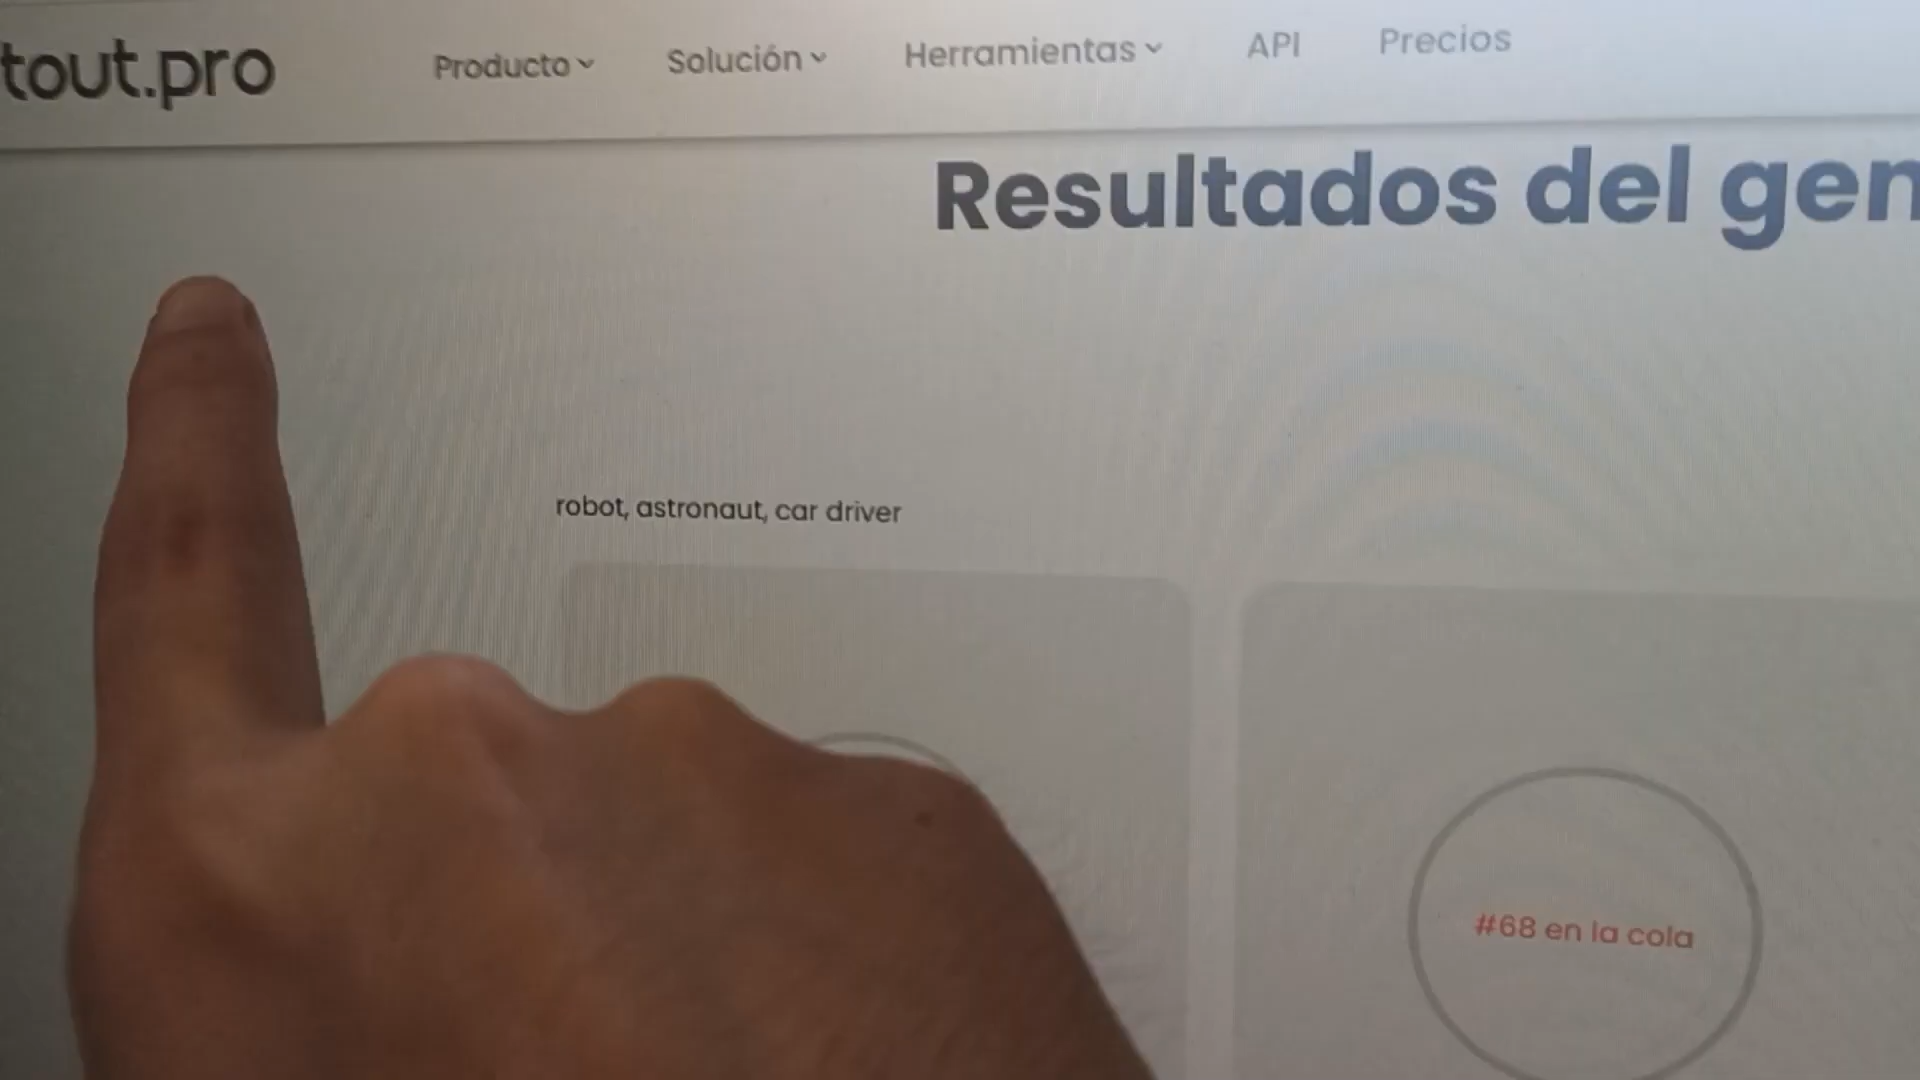 tout.pro
Producto Solución Herramientas API Precios
Resultados del gen
robot, astronaut, car driver
#68 en la cola